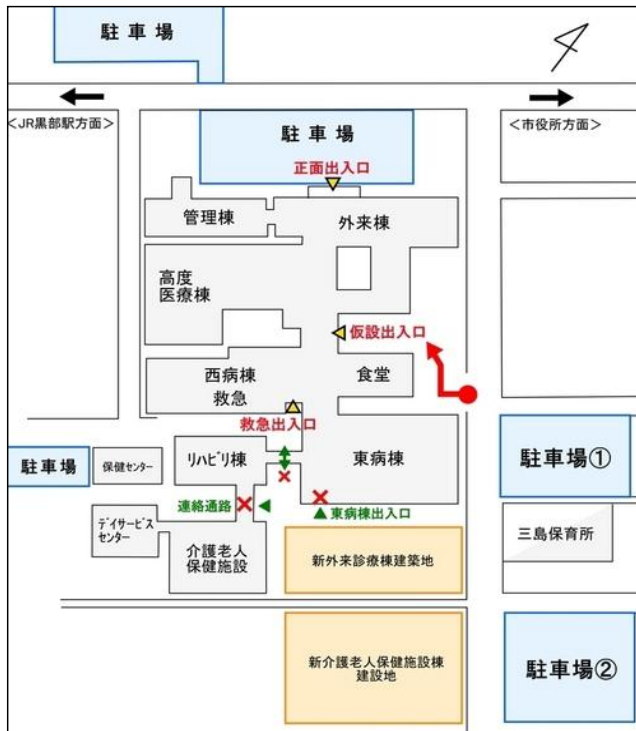 駐車場
<JR黒部駅方面>
<市役所方面>
駐車場
正面出入口
管理棟
外来棟
高度
医療棟
仮設出入口
西病棟
救急
食堂
救急出入口
駐車場
保健センター
リハビリ棟
東病棟
駐車場①
連絡通路
東病棟出入口
デイサービス
センター
介護老人
保健施設
新外来診療棟建築地
三島保育所
新介護老人保健施設棟
建設地
駐車場②